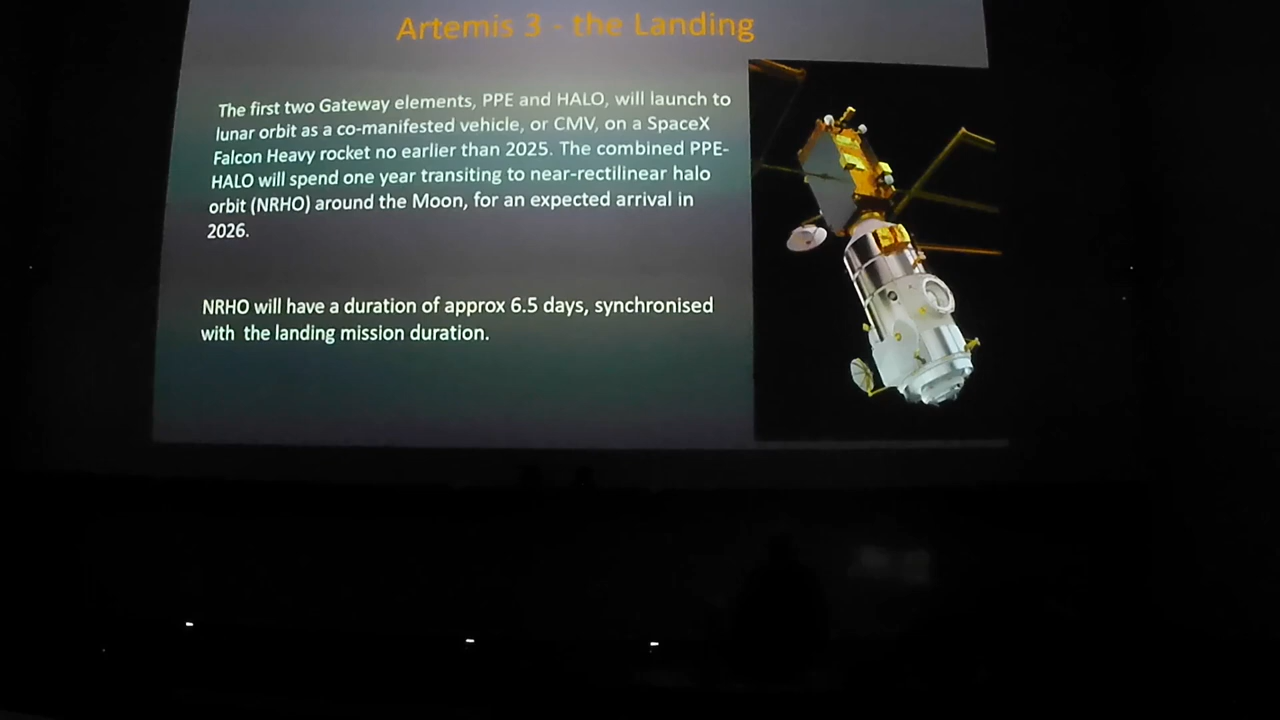 Artemis 3 - the Landing
The first two Gateway elements, PPE and HALO, will launch to
lunar orbit as a co-manifested vehicle, or CMV, on a SpaceX
Falcon Heavy rocket no earlier than 2025. The combined PPE-
HALO will spend one year transiting to near-rectilinear halo
orbit (NRHO) around the Moon, for an expected arrival in
2026.
NRHO will have a duration of approx 6.5 days, synchronised
with the landing mission duration.